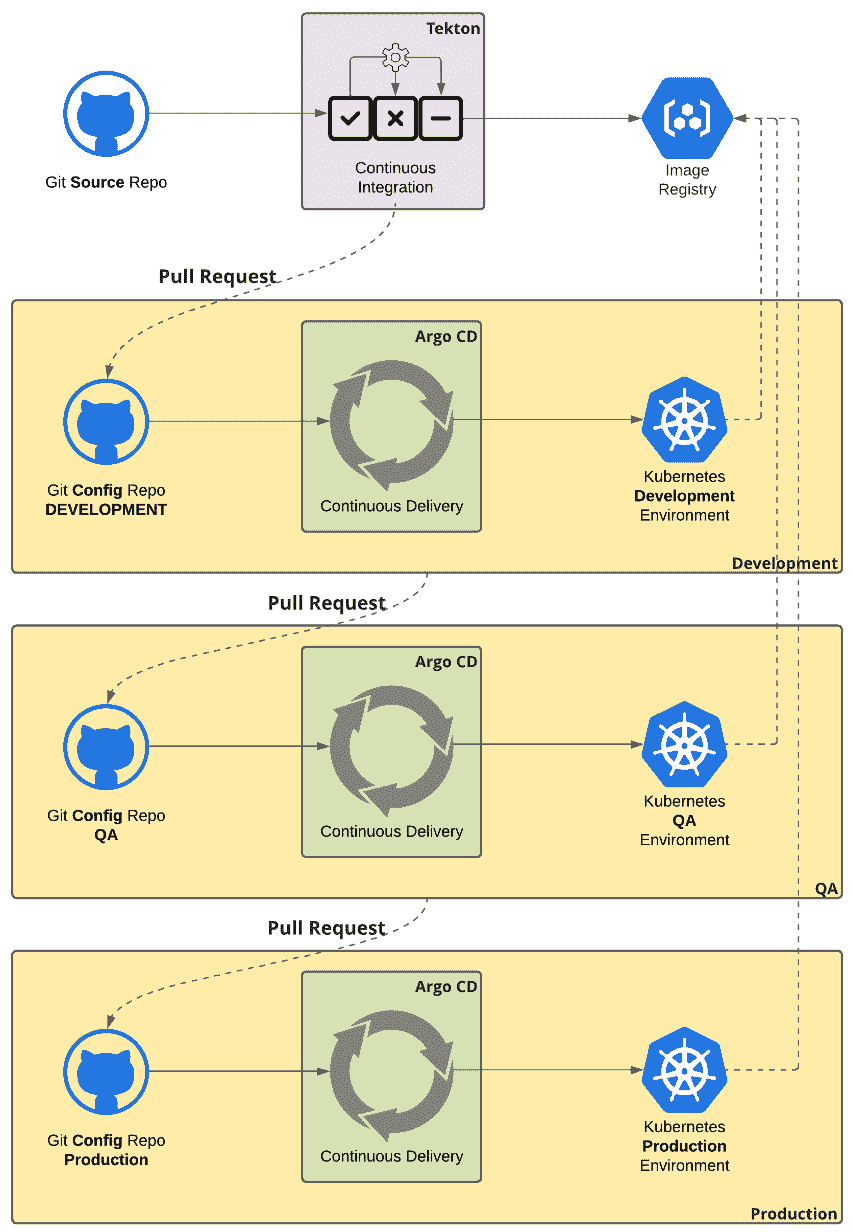 Tekton
Continuous
Integration
Git Source Repo
Image
Registry
Pull Request
Argo CD
Continuous Delivery
Git Config Repo
DEVELOPMENT
Kubernetes
Development
Environment
Development
Pull Request
Argo CD
Continuous Delivery
Git Config Repo
QA
Kubernetes
QA
Environment
QA
Pull Request
Argo CD
Continuous Delivery
Git Config Repo
Production
Kubernetes
Production
Environment
Production